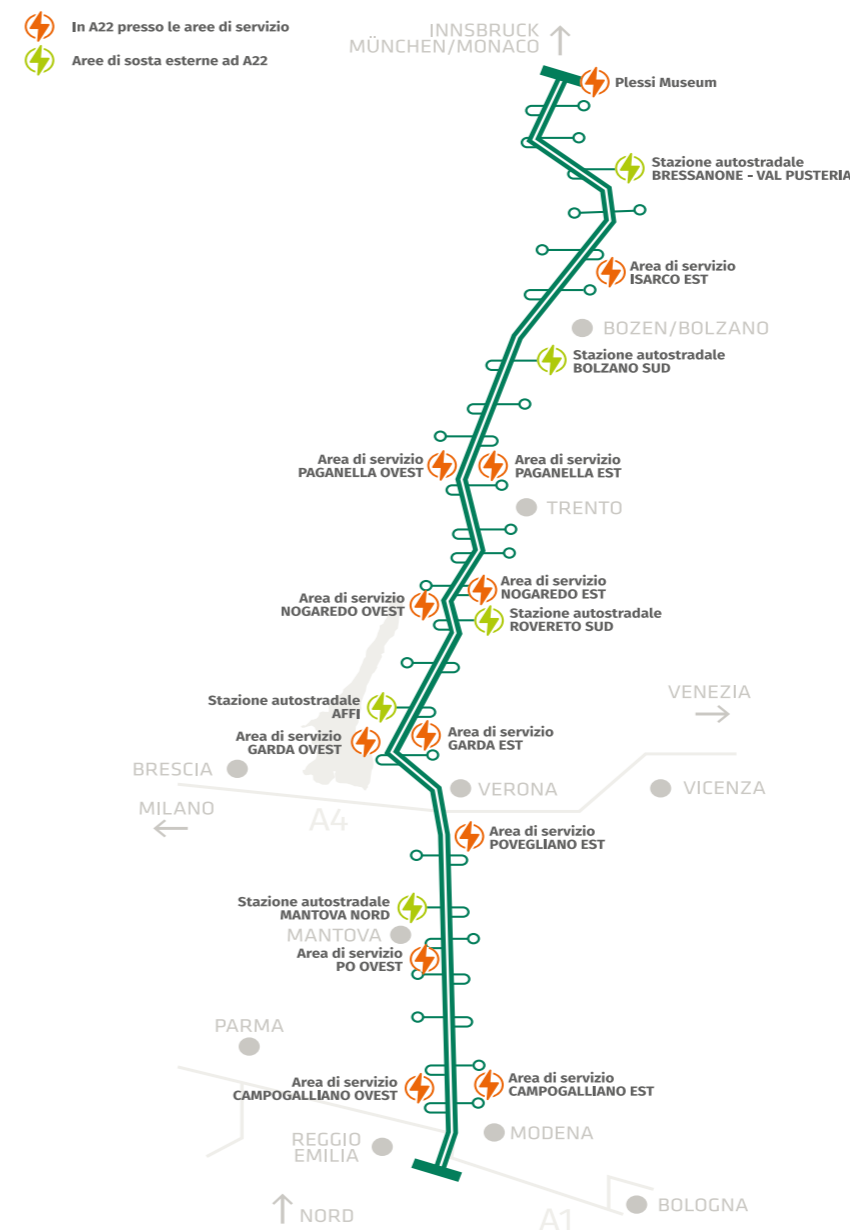 In A22 presso le aree di servizio
Aree di sosta esterne ad A22
INNSBRUCK
MÜNCHEN/MONACO
Plessi Museum
Stazione autostradale
BRESSANONE - VAL PUSTERIA
Area di servizio
ISARCO EST
BOZEN/BOLZANO
Stazione autostradale
BOLZANO SUD
Area di servizio
PAGANELLA OVEST
Area di servizio
PAGANELLA EST
TRENTO
Area di servizio
NOGAREDO EST
Area di servizio
NOGAREDO OVEST
Stazione autostradale
ROVERETO SUD
Stazione autostradale
AFFI
VENEZIA
Area di servizio
GARDA OVEST
Area di servizio
GARDA EST
BRESCIA
VERONA
VICENZA
MILANO
A4
Area di servizio
POVEGLIANO EST
Stazione autostradale
MANTOVA NORD
MANTOVA
Area di servizio
PO OVEST
PARMA
Area di servizio
CAMPOGALLIANO OVEST
Area di servizio
CAMPOGALLIANO EST
REGGIO
EMILIA
MODENA
NORD
A1
BOLOGNA